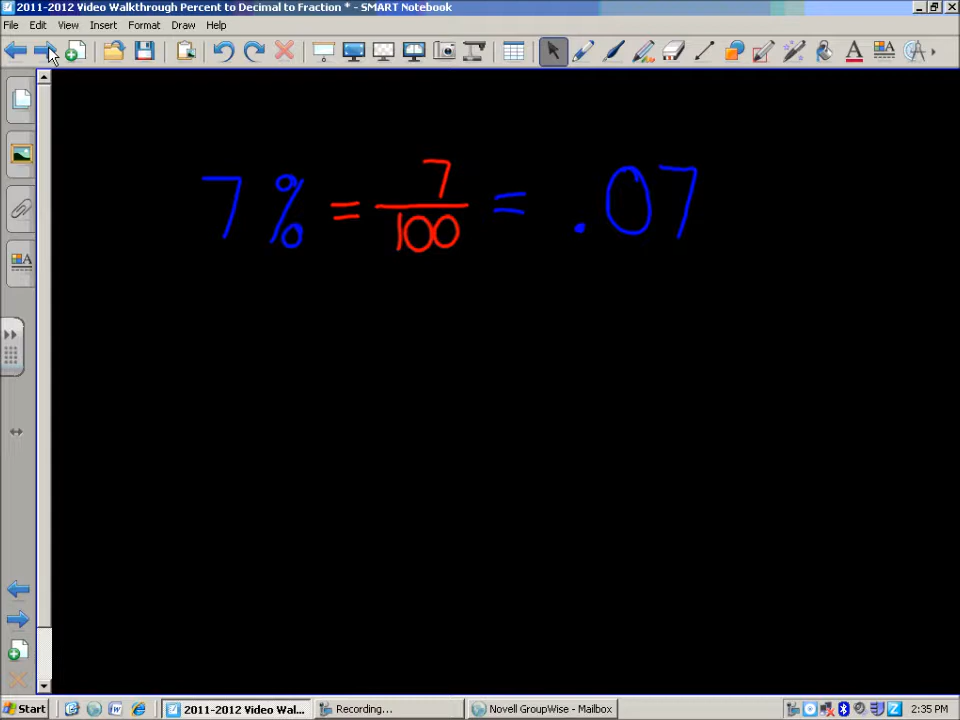 2011-2012 Video Walkthrough Percent to Decimal to Fraction * - SMART Notebook
File Edit View Insert Format Draw Help
7% = 7/100 = .07
Start 2011-2012 Video Wal... Recording... Novell GroupWise - Mailbox 2:35 PM